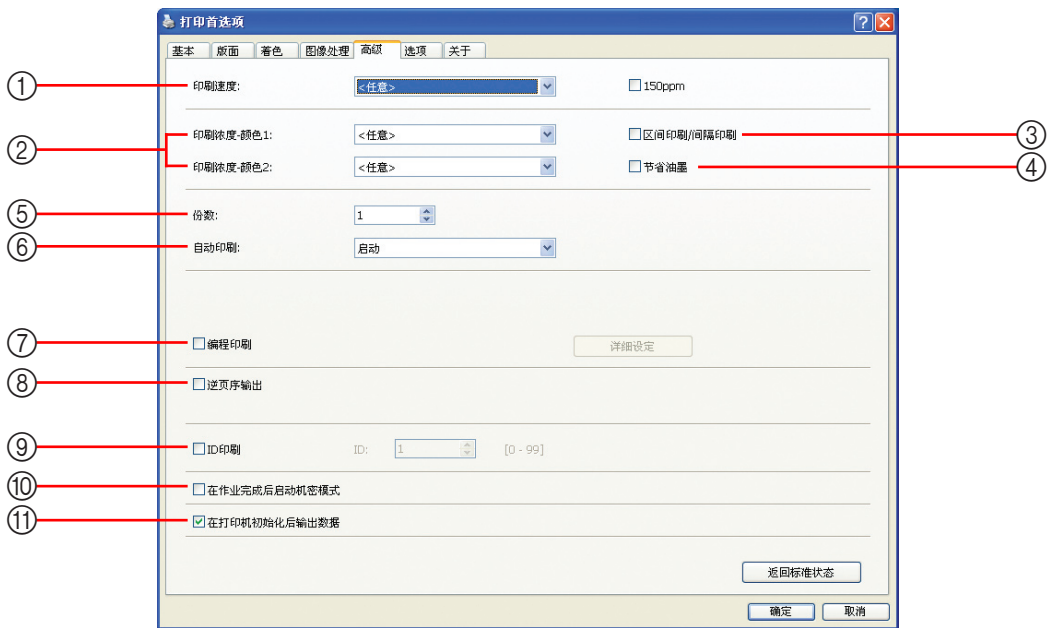 打印首选项
基本 版面 着色 图像处理 高级 选项 关于
① 印刷速度: <任意> 150ppm
② 印刷浓度-颜色1: <任意> 区间印刷/间隔印刷 ③
印刷浓度-颜色2: <任意> 节省油墨 ④
⑤ 份数: 1
⑥ 自动印刷: 启动
⑦ 编程印刷 详细设定
⑧ 逆页序输出
⑨ ID印刷 ID: 1 [0 - 99]
⑩ 在作业完成后启动机密模式
⑪ 在打印机初始化后输出数据
返回标准状态
确定 取消